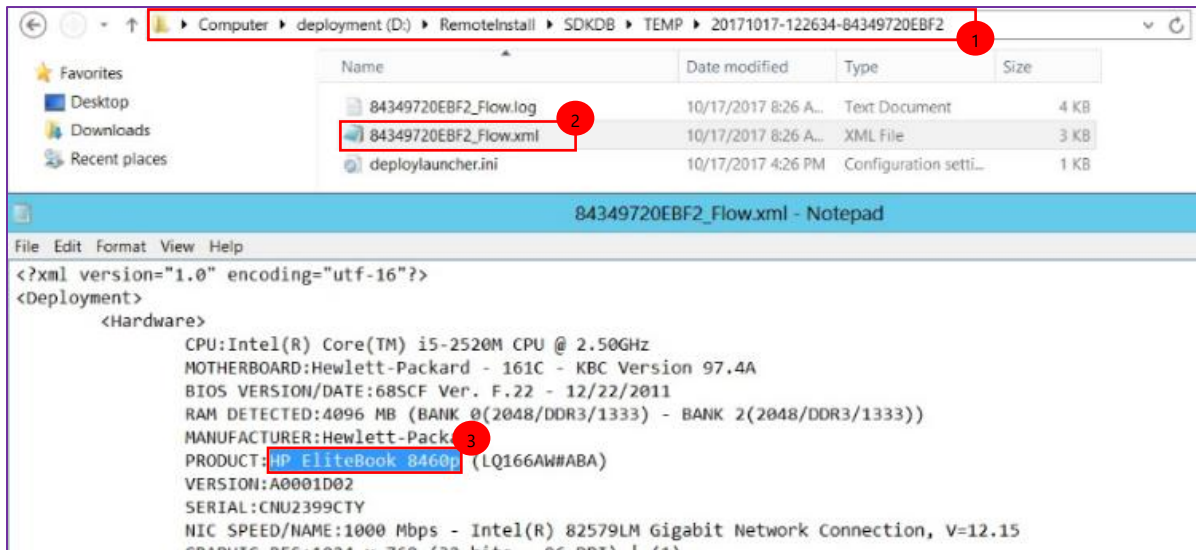 Computer ▸ deployment (D:) ▸ RemoteInstall ▸ SDKDB ▸ TEMP ▸ 20171017-122634-84349720EBF2
1
Favorites
Desktop
Downloads
Recent places
Name Date modified Type Size
84349720EBF2_Flow.log 10/17/2017 8:26 A... Text Document 4 KB
2
84349720EBF2_Flow.xml 10/17/2017 8:26 A... XML File 3 KB
deploylauncher.ini 10/17/2017 4:26 PM Configuration setti... 1 KB
84349720EBF2_Flow.xml - Notepad
File Edit Format View Help
<?xml version="1.0" encoding="utf-16"?>
<Deployment>
<Hardware>
CPU:Intel(R) Core(TM) i5-2520M CPU @ 2.50GHz
MOTHERBOARD:Hewlett-Packard - 161C - KBC Version 97.4A
BIOS VERSION/DATE:68SCF Ver. F.22 - 12/22/2011
RAM DETECTED:4096 MB (BANK 0(2048/DDR3/1333) - BANK 2(2048/DDR3/1333))
MANUFACTURER:Hewlett-Packa
3
PRODUCT:HP EliteBook 8460p (LQ166AW#ABA)
VERSION:A0001D02
SERIAL:CNU2399CTY
NIC SPEED/NAME:1000 Mbps - Intel(R) 82579LM Gigabit Network Connection, V=12.15